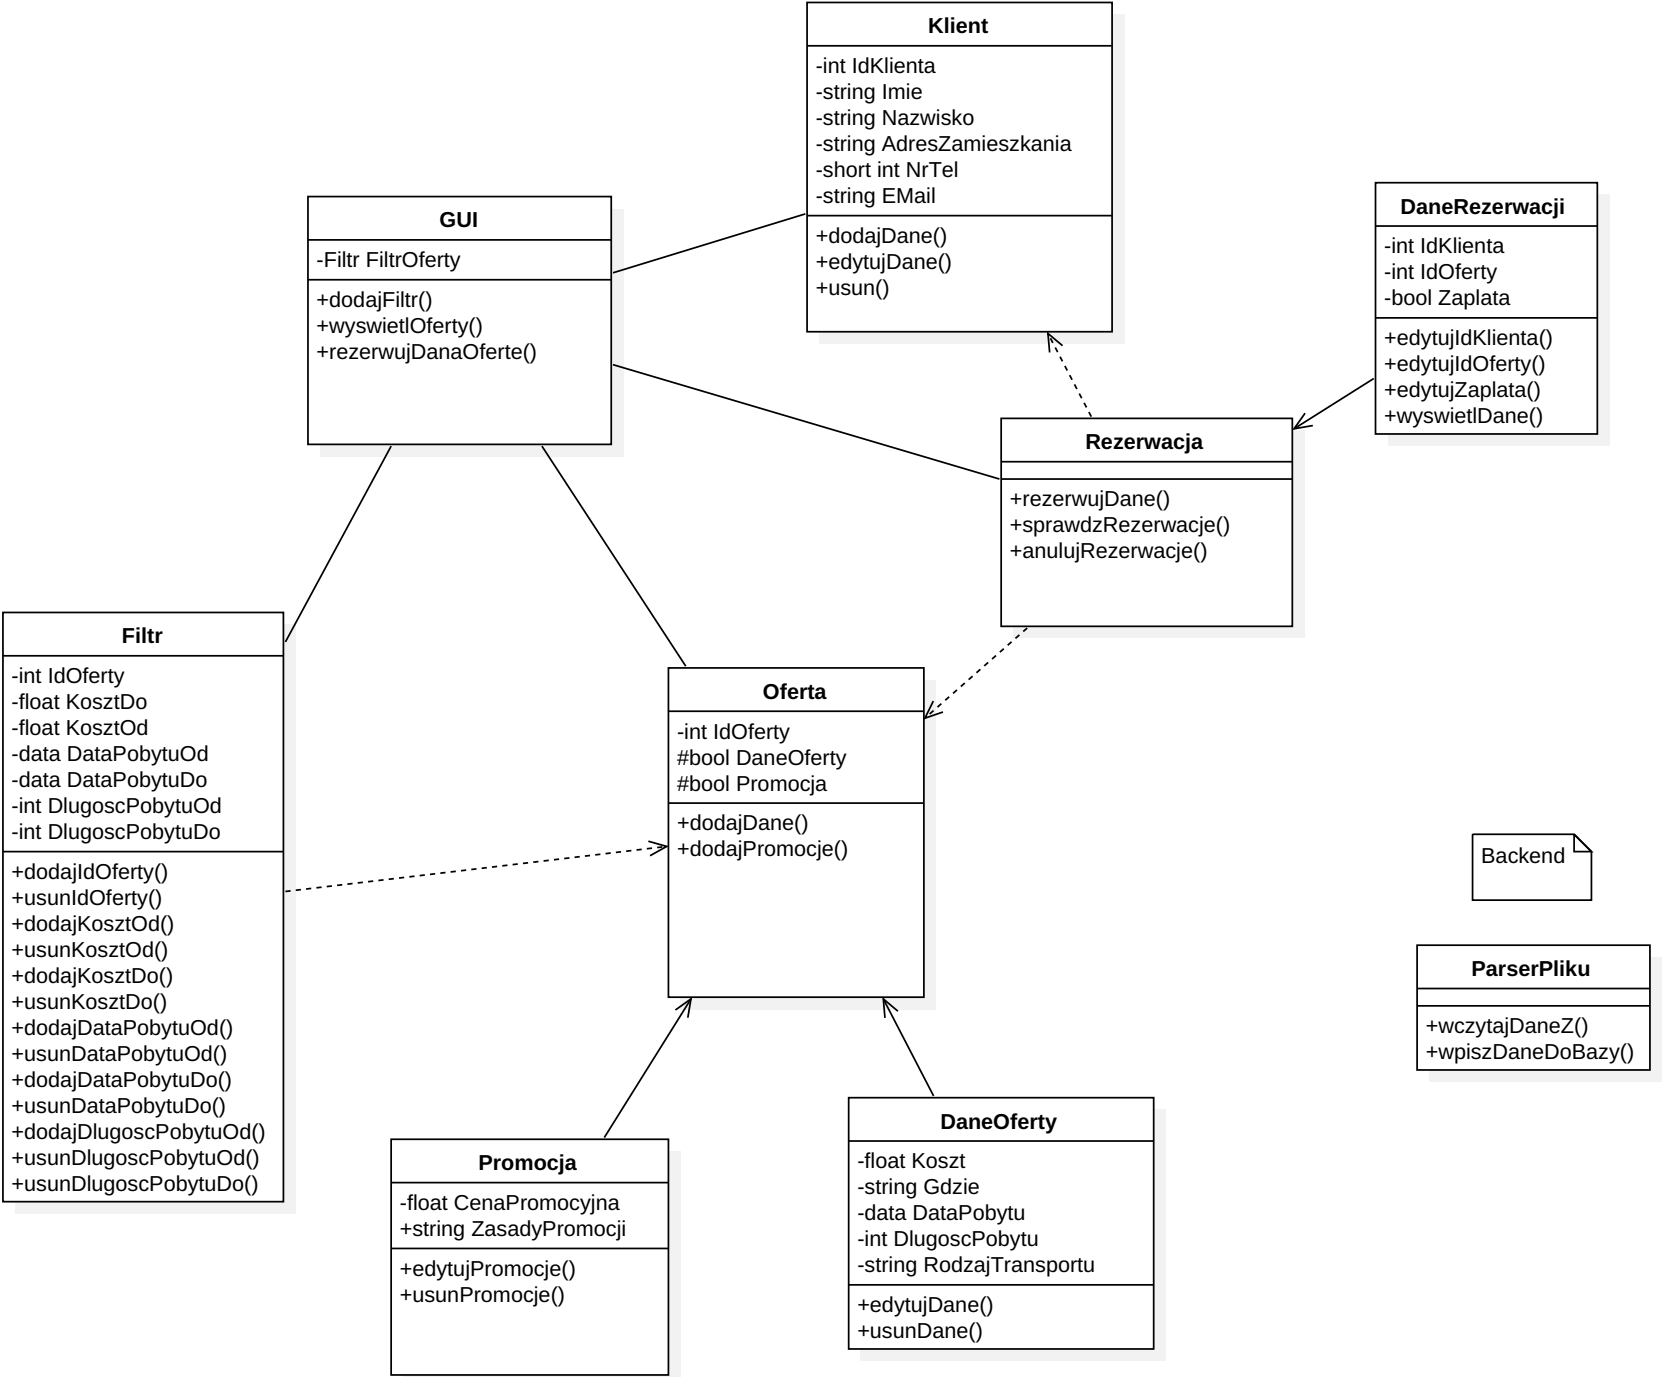 Klient
-int IdKlienta
-string Imie
-string Nazwisko
-string AdresZamieszkania
-short int NrTel
-string EMail
+dodajDane()
+edytujDane()
+usun()
GUI
-Filtr FiltrOferty
+dodajFiltr()
+wyswietlOferty()
+rezerwujDanaOferte()
DaneRezerwacji
-int IdKlienta
-int IdOferty
-bool Zaplata
+edytujIdKlienta()
+edytujIdOferty()
+edytujZaplata()
+wyswietlDane()
Rezerwacja
+rezerwujDane()
+sprawdzRezerwacje()
+anulujRezerwacje()
Filtr
-int IdOferty
-float KosztDo
-float KosztOd
-data DataPobytuOd
-data DataPobytuDo
-int DlugoscPobytuOd
-int DlugoscPobytuDo
+dodajIdOferty()
+usunIdOferty()
+dodajKosztOd()
+usunKosztOd()
+dodajKosztDo()
+usunKosztDo()
+dodajDataPobytuOd()
+usunDataPobytuOd()
+dodajDataPobytuDo()
+usunDataPobytuDo()
+dodajDlugoscPobytuOd()
+usunDlugoscPobytuOd()
+usunDlugoscPobytuDo()
Oferta
-int IdOferty
#bool DaneOferty
#bool Promocja
+dodajDane()
+dodajPromocje()
Backend
ParserPliku
+wczytajDaneZ()
+wpiszDaneDoBazy()
Promocja
-float CenaPromocyjna
+string ZasadyPromocji
+edytujPromocje()
+usunPromocje()
DaneOferty
-float Koszt
-string Gdzie
-data DataPobytu
-int DlugoscPobytu
-string RodzajTransportu
+edytujDane()
+usunDane()